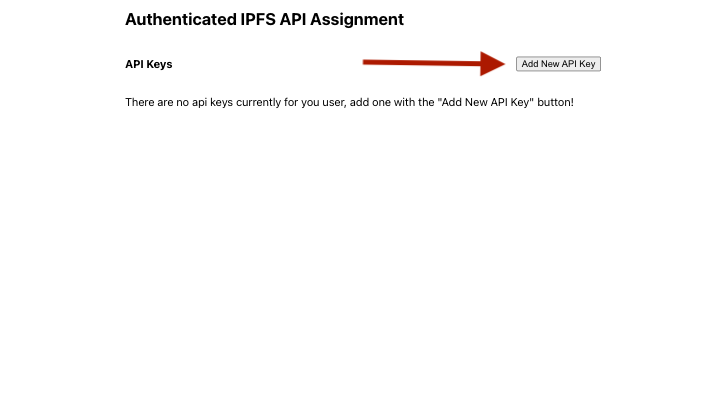 Authenticated IPFS API Assignment
API Keys
Add New API Key
There are no api keys currently for you user, add one with the "Add New API Key" button!